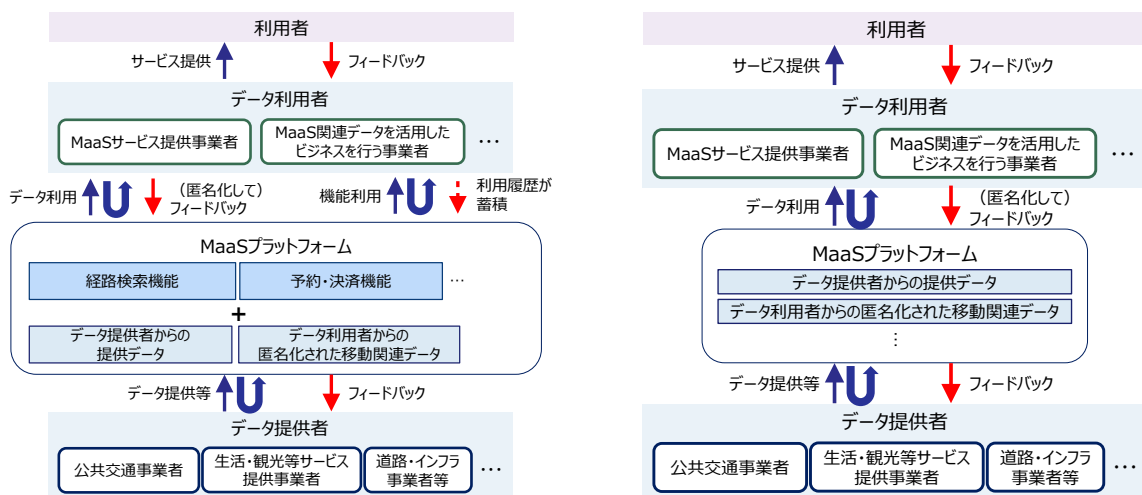 利用者
サービス提供
フィードバック
データ利用者
MaaSサービス提供事業者
MaaS関連データを活用した
ビジネスを行う事業者
…
データ利用
（匿名化して）
フィードバック
機能利用
利用履歴が
蓄積
MaaSプラットフォーム
経路検索機能
予約・決済機能
…
+
データ提供者からの
提供データ
データ利用者からの
匿名化された移動関連データ
データ提供等
フィードバック
データ提供者
公共交通事業者
生活・観光等サービス
提供事業者
道路・インフラ
事業者等
…
利用者
サービス提供
フィードバック
データ利用者
MaaSサービス提供事業者
MaaS関連データを活用した
ビジネスを行う事業者
…
データ利用
（匿名化して）
フィードバック
MaaSプラットフォーム
データ提供者からの提供データ
データ利用者からの匿名化された移動関連データ
⋮
データ提供等
フィードバック
データ提供者
公共交通事業者
生活・観光等サービス
提供事業者
道路・インフラ
事業者等
…